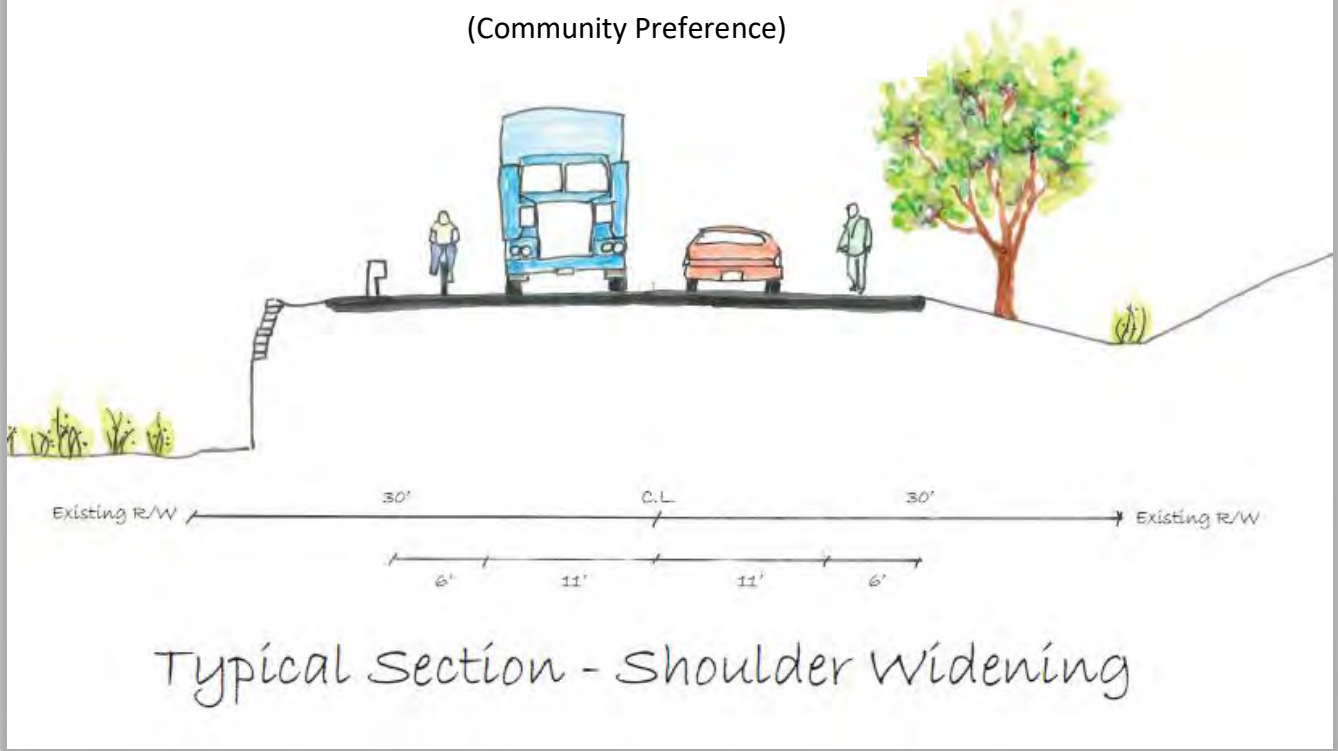 (Community Preference)
30' C.L. 30'
Existing R/W Existing R/W
6' 11' 11' 6'
Typical Section - Shoulder Widening